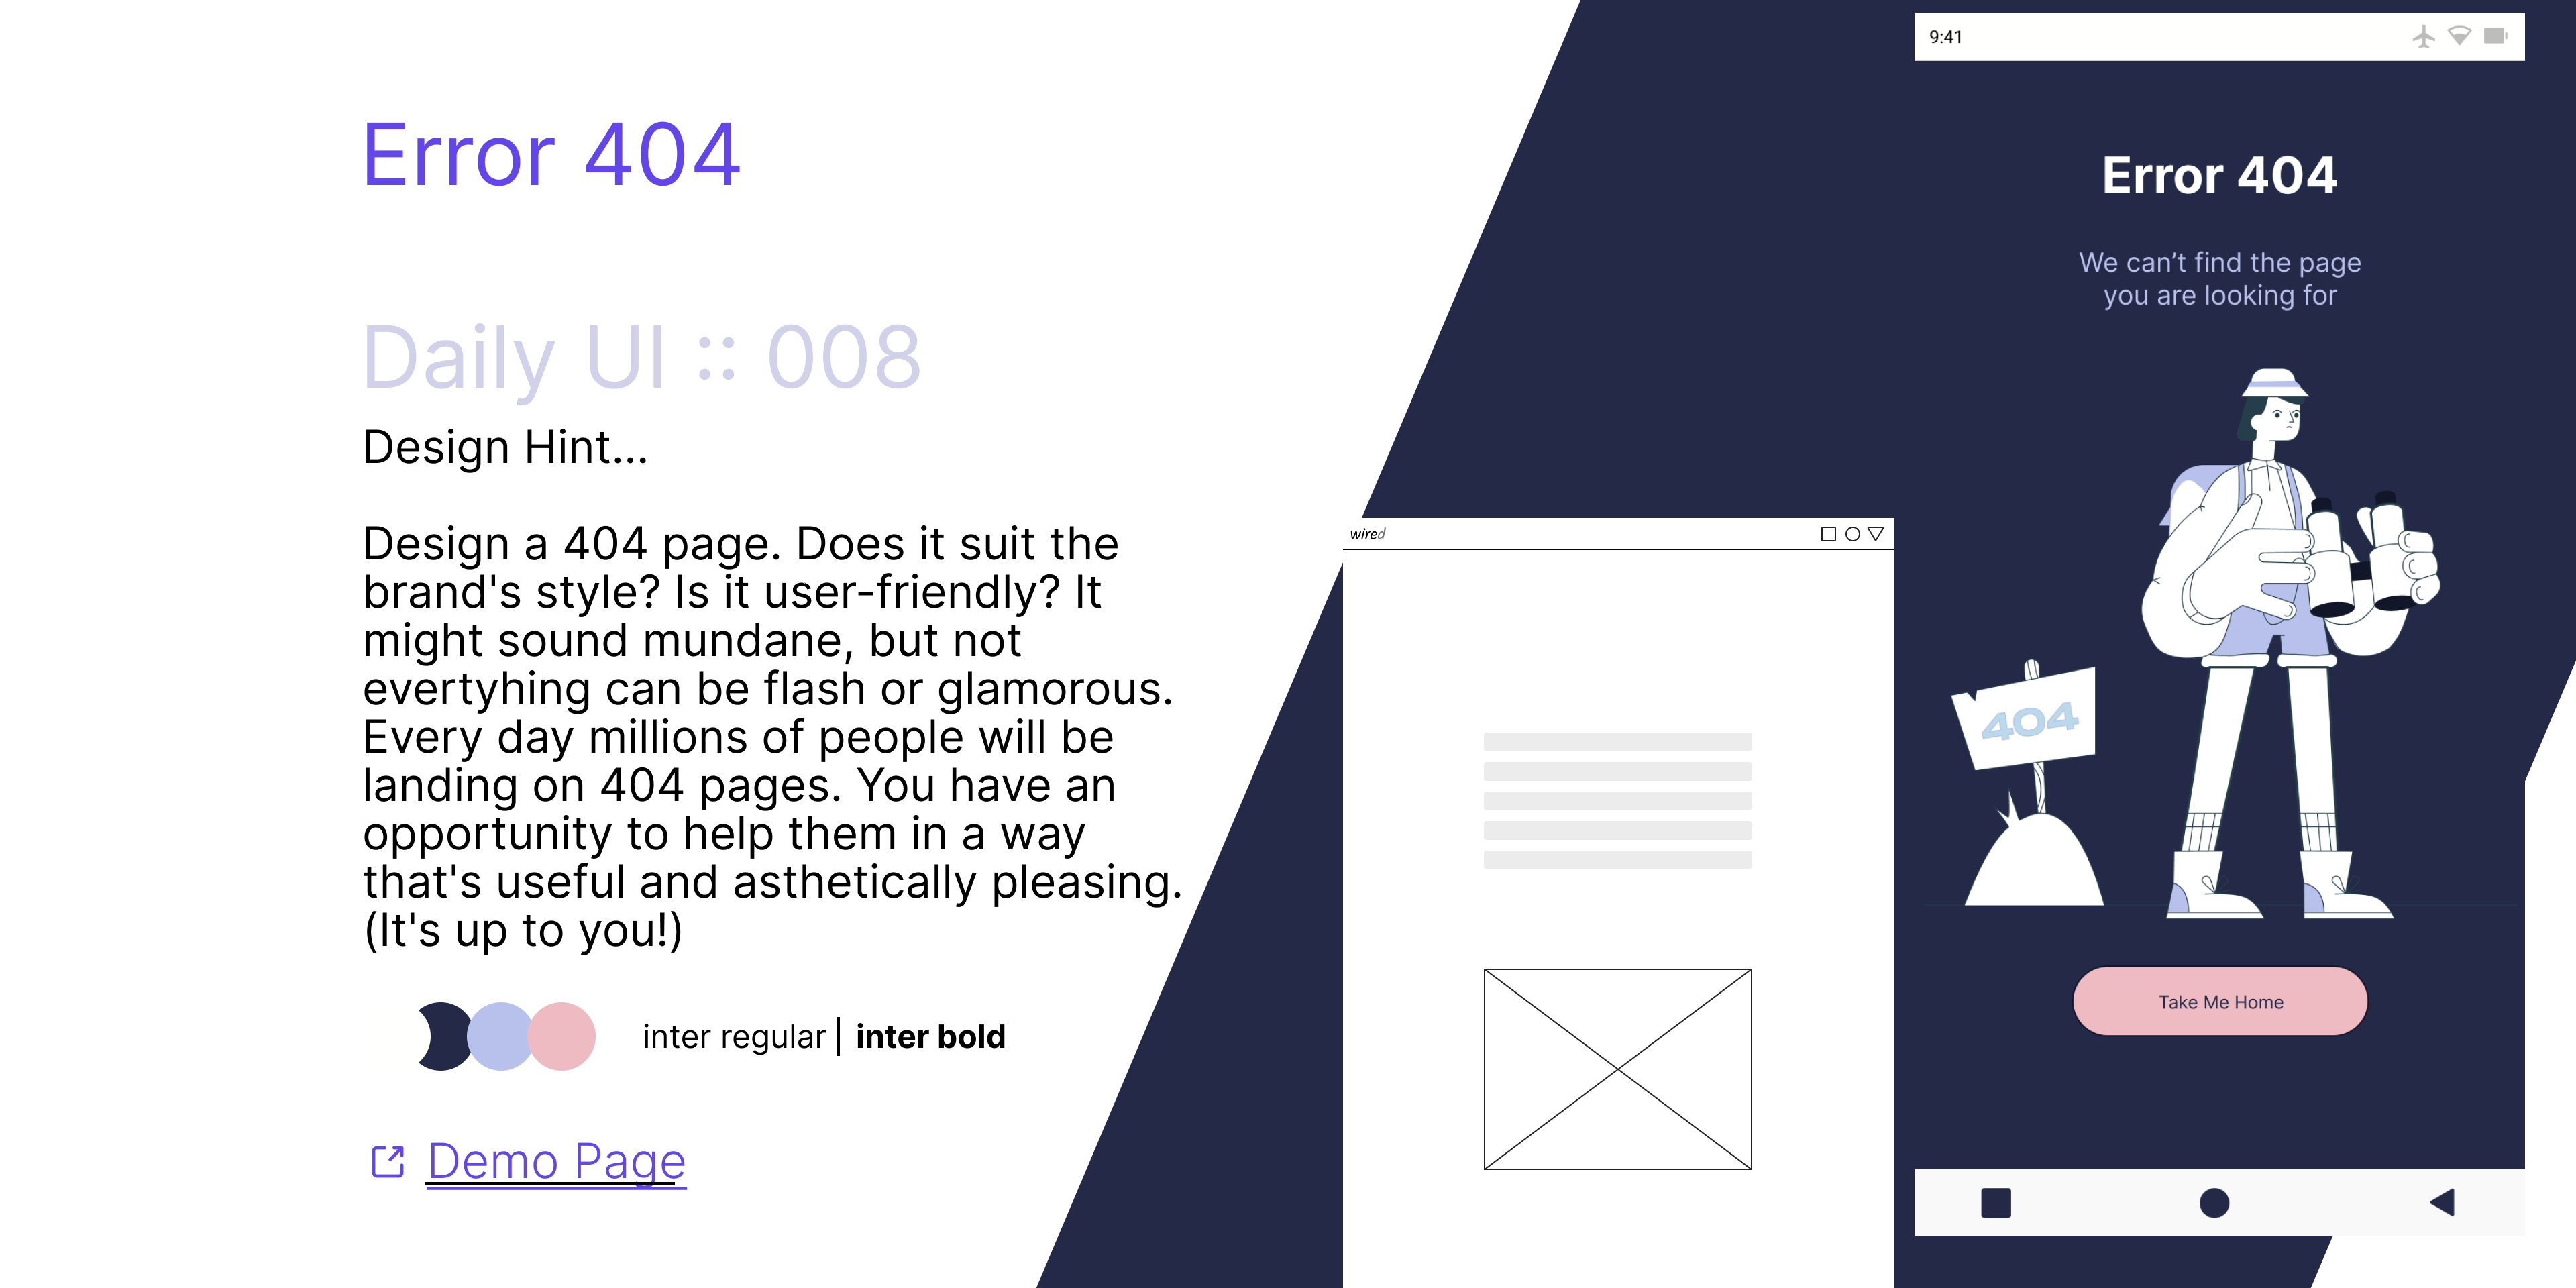 Error 404
Daily UI :: 008
Design Hint...
Design a 404 page. Does it suit the
brand's style? Is it user-friendly? It
might sound mundane, but not
evertyhing can be flash or glamorous.
Every day millions of people will be
landing on 404 pages. You have an
opportunity to help them in a way
that's useful and asthetically pleasing.
(It's up to you!)
inter regular | inter bold
Demo Page
wired
9:41
Error 404
We can’t find the page
you are looking for
404
Take Me Home